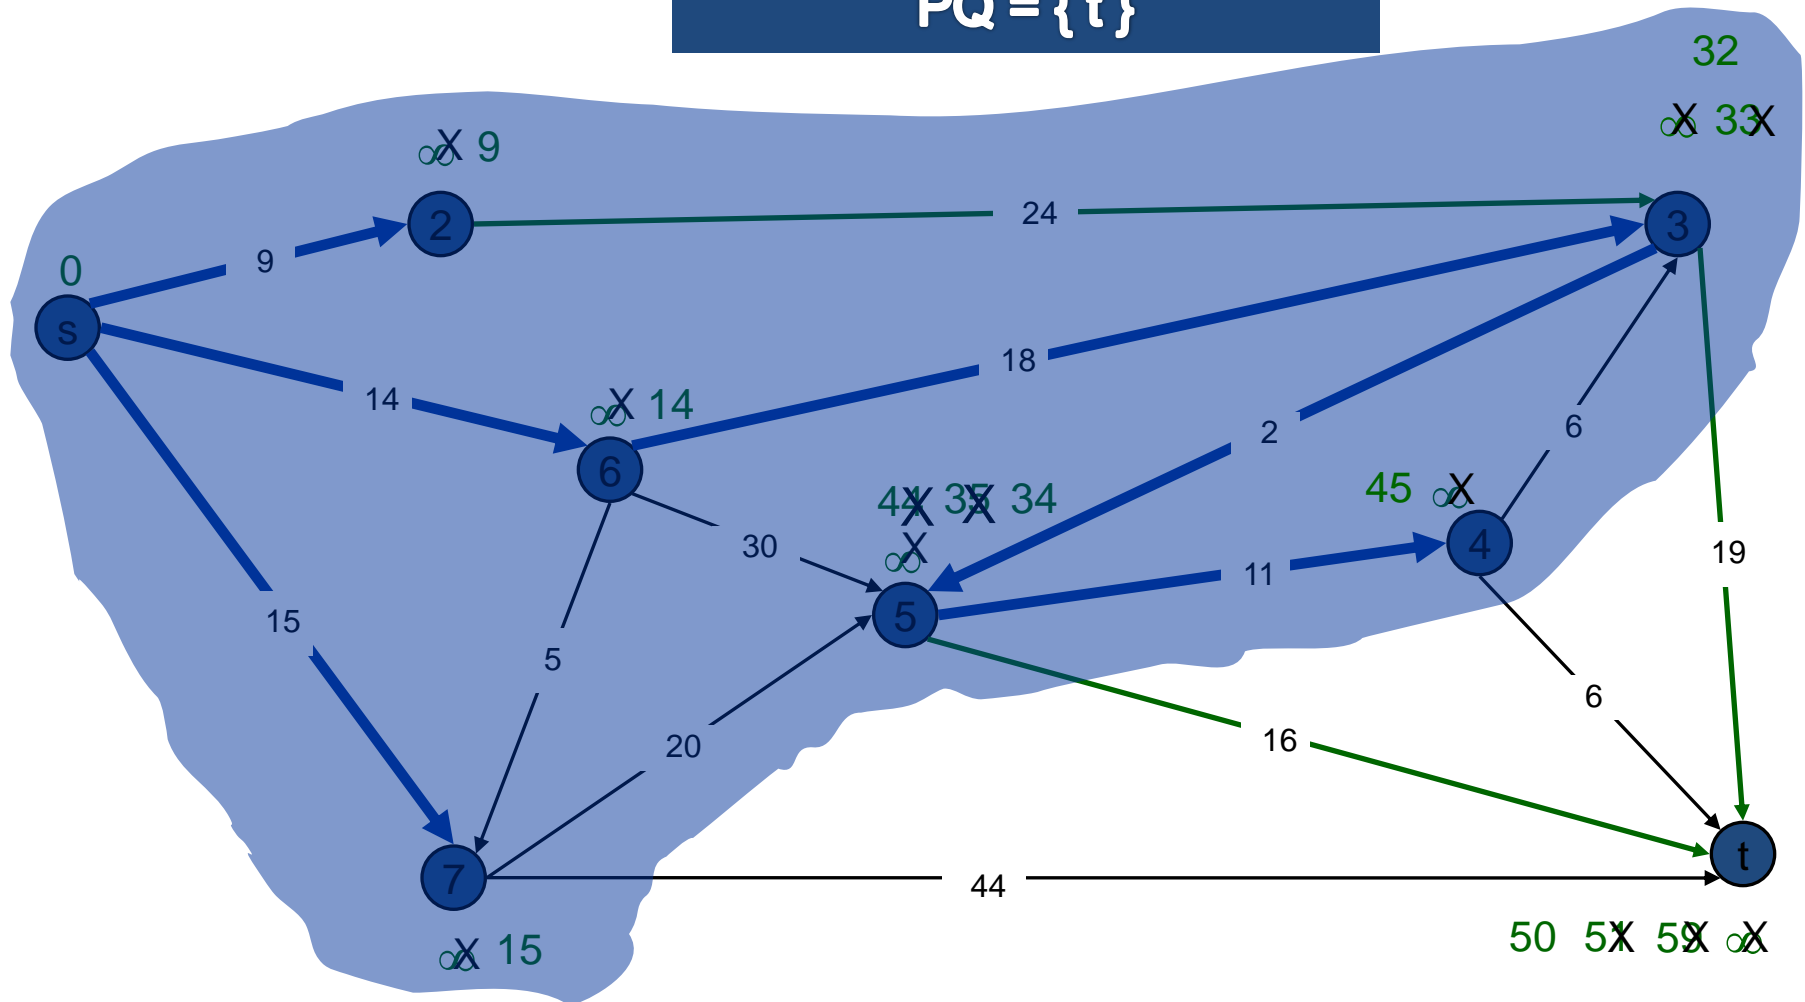 PQ = { t }
32
∞ X 33 X
∞ X 9
2
24
3
9
0
s
18
14
∞ X 14
2
6
6
44 X 35 X 34
45 ∞ X
30
∞ X
4
11
19
5
15
5
6
20
16
t
7
44
50 51 X 59 X ∞ X
∞ X 15